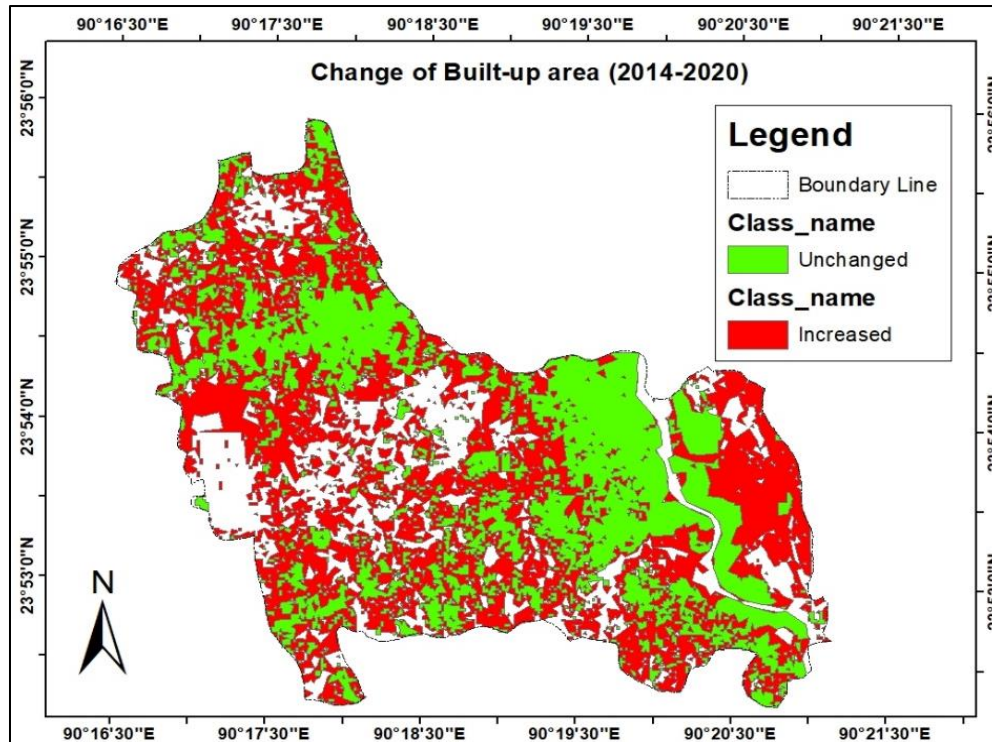 90°16'30"E 90°17'30"E 90°18'30"E 90°19'30"E 90°20'30"E 90°21'30"E
Change of Built-up area (2014-2020)
23°56'0"N
Legend
Boundary Line
Class_name
23°55'0"N
Unchanged
Class_name
Increased
23°54'0"N
23°53'0"N
N
90°16'30"E 90°17'30"E 90°18'30"E 90°19'30"E 90°20'30"E 90°21'30"E